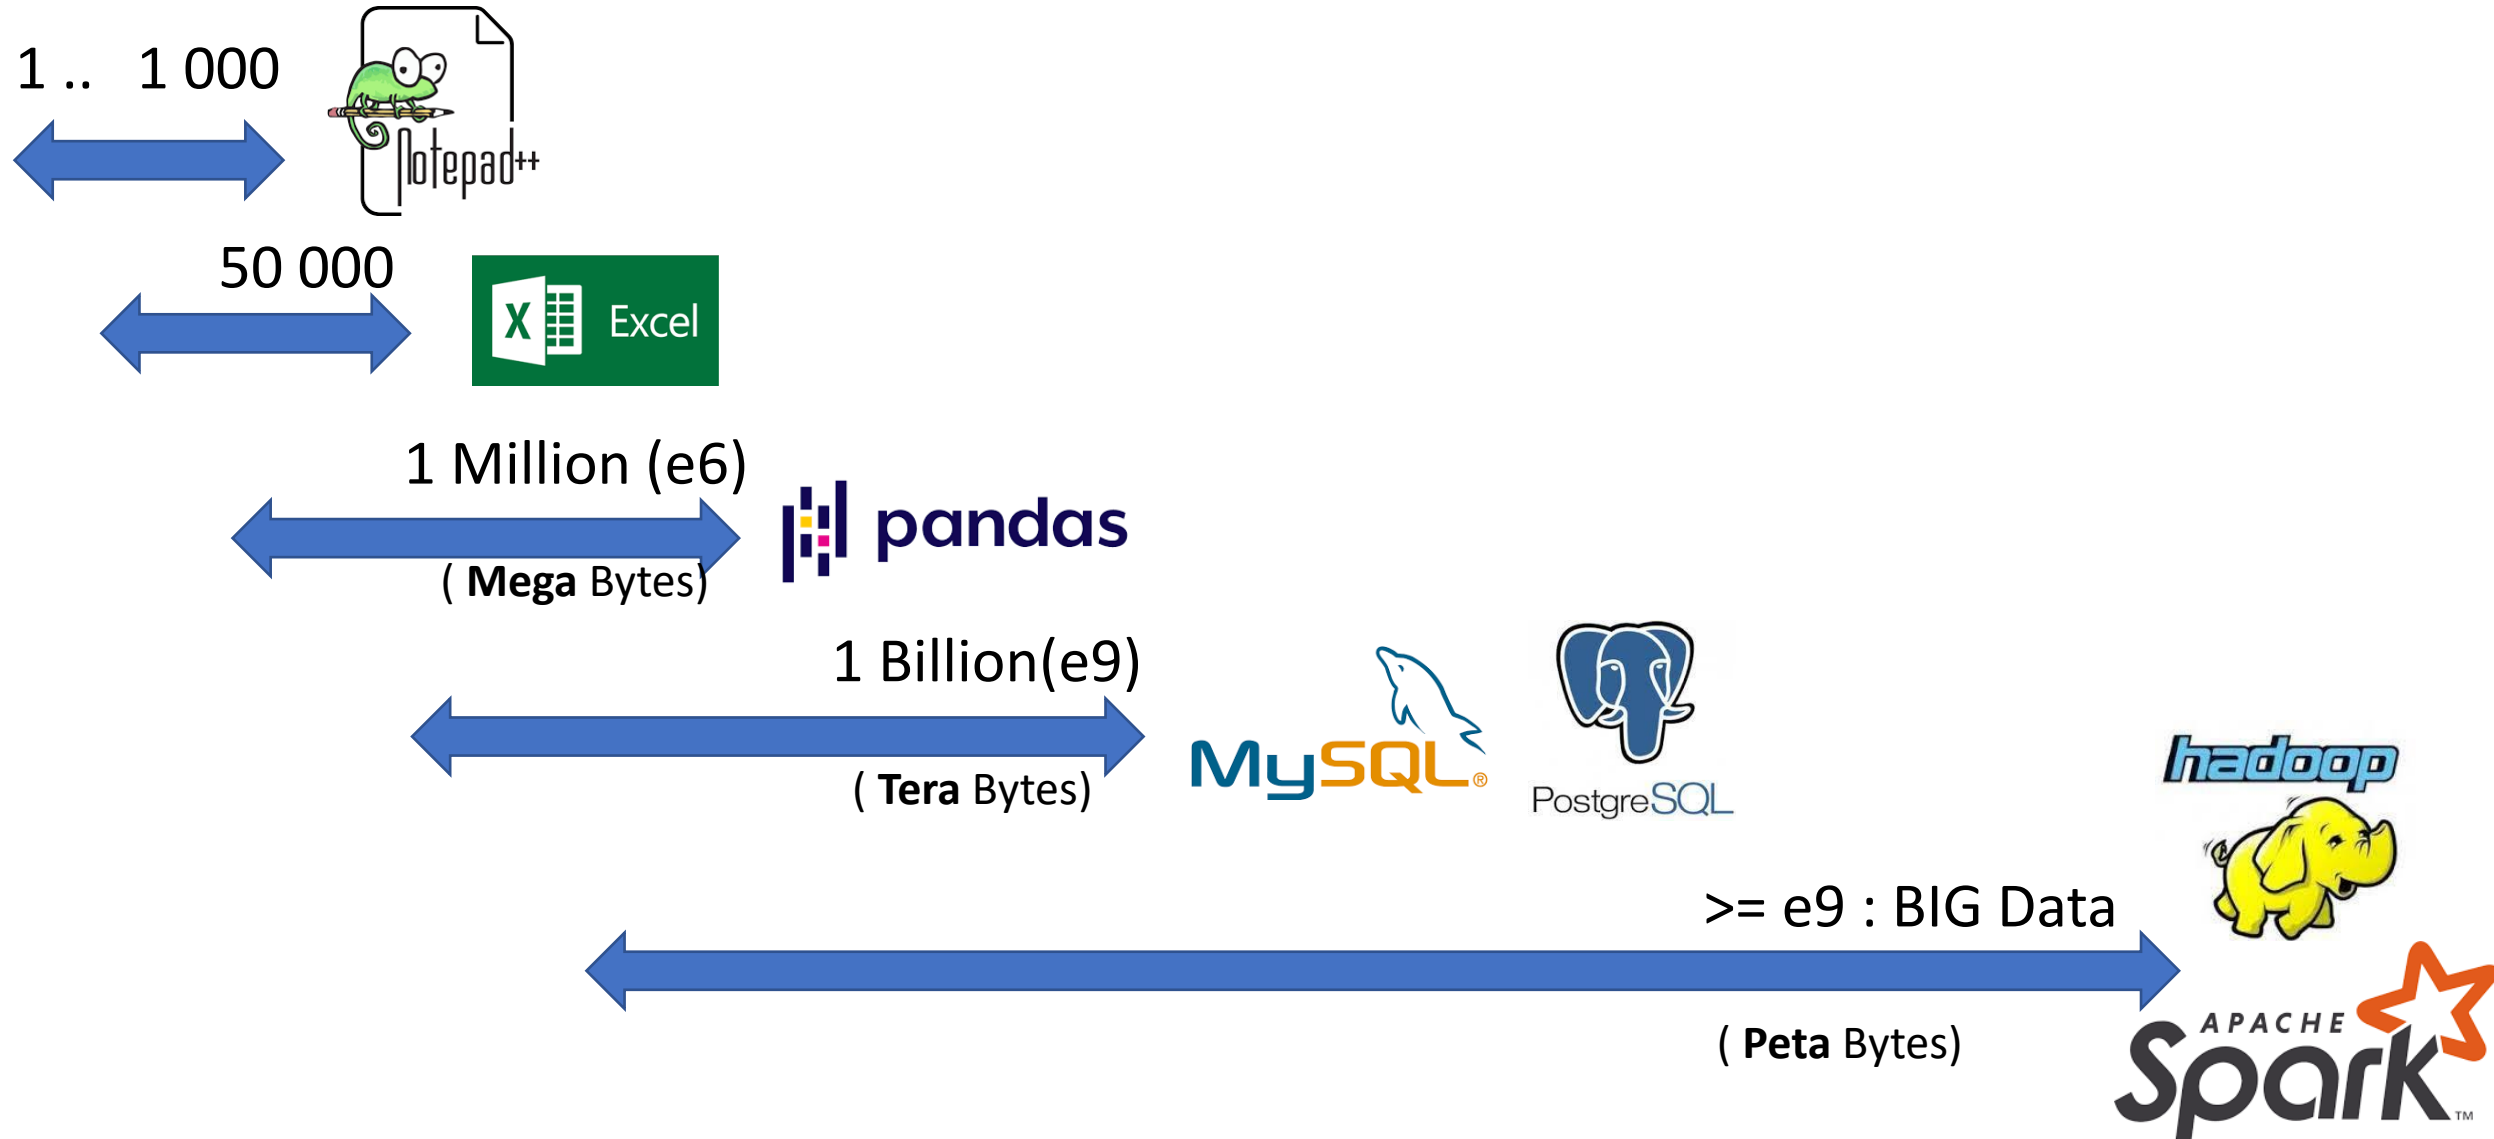 1 .. 1 000
Notepad++
50 000
X Excel
1 Million (e6)
pandas
( Mega Bytes)
1 Billion(e9)
MySQL®
( Tera Bytes)
PostgreSQL
hadoop
>= e9 : BIG Data
( Peta Bytes)
APACHE
Spark™